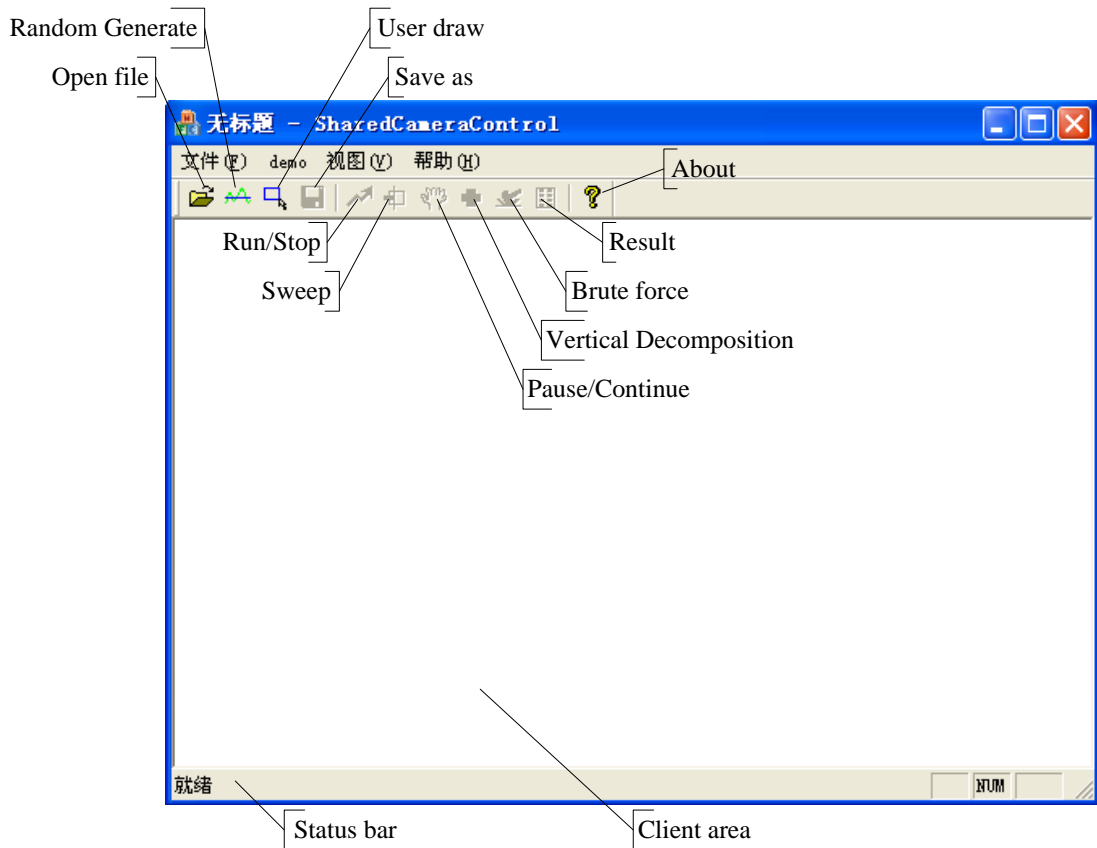 Random Generate
User draw
Open file
Save as
无标题 - SharedCameraControl
文件(F) demo 视图(V) 帮助(H)
About
Run/Stop
Result
Sweep
Brute force
Vertical Decomposition
Pause/Continue
就绪
NUM
Status bar
Client area